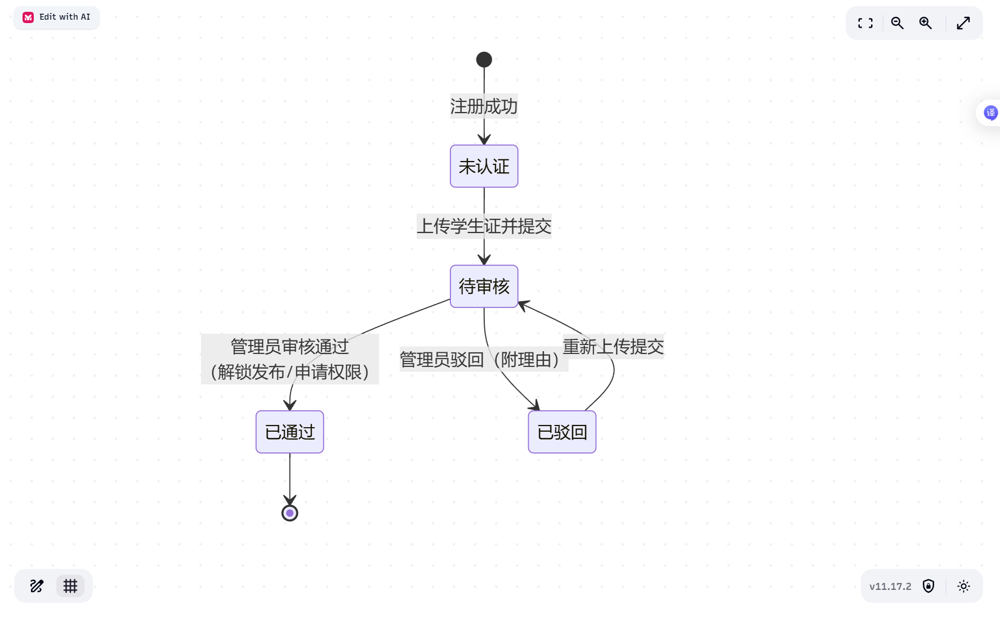 Edit with AI
注册成功
译
未认证
上传学生证并提交
待审核
管理员审核通过
（解锁发布/申请权限）
管理员驳回（附理由）
重新上传提交
已通过
已驳回
v11.17.2